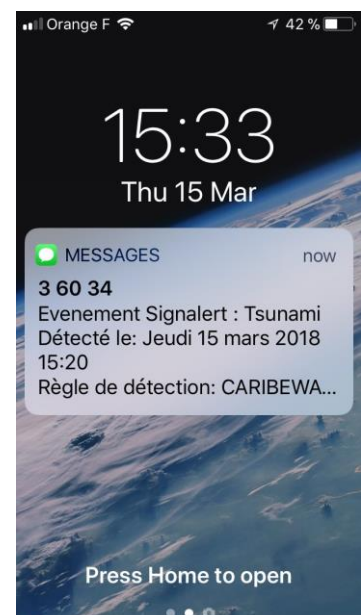 Orange F 42 %
15:33
Thu 15 Mar
MESSAGES now
3 60 34
Evenement Signalert : Tsunami
Détecté le: Jeudi 15 mars 2018
15:20
Règle de détection: CARIBEWA...
Press Home to open